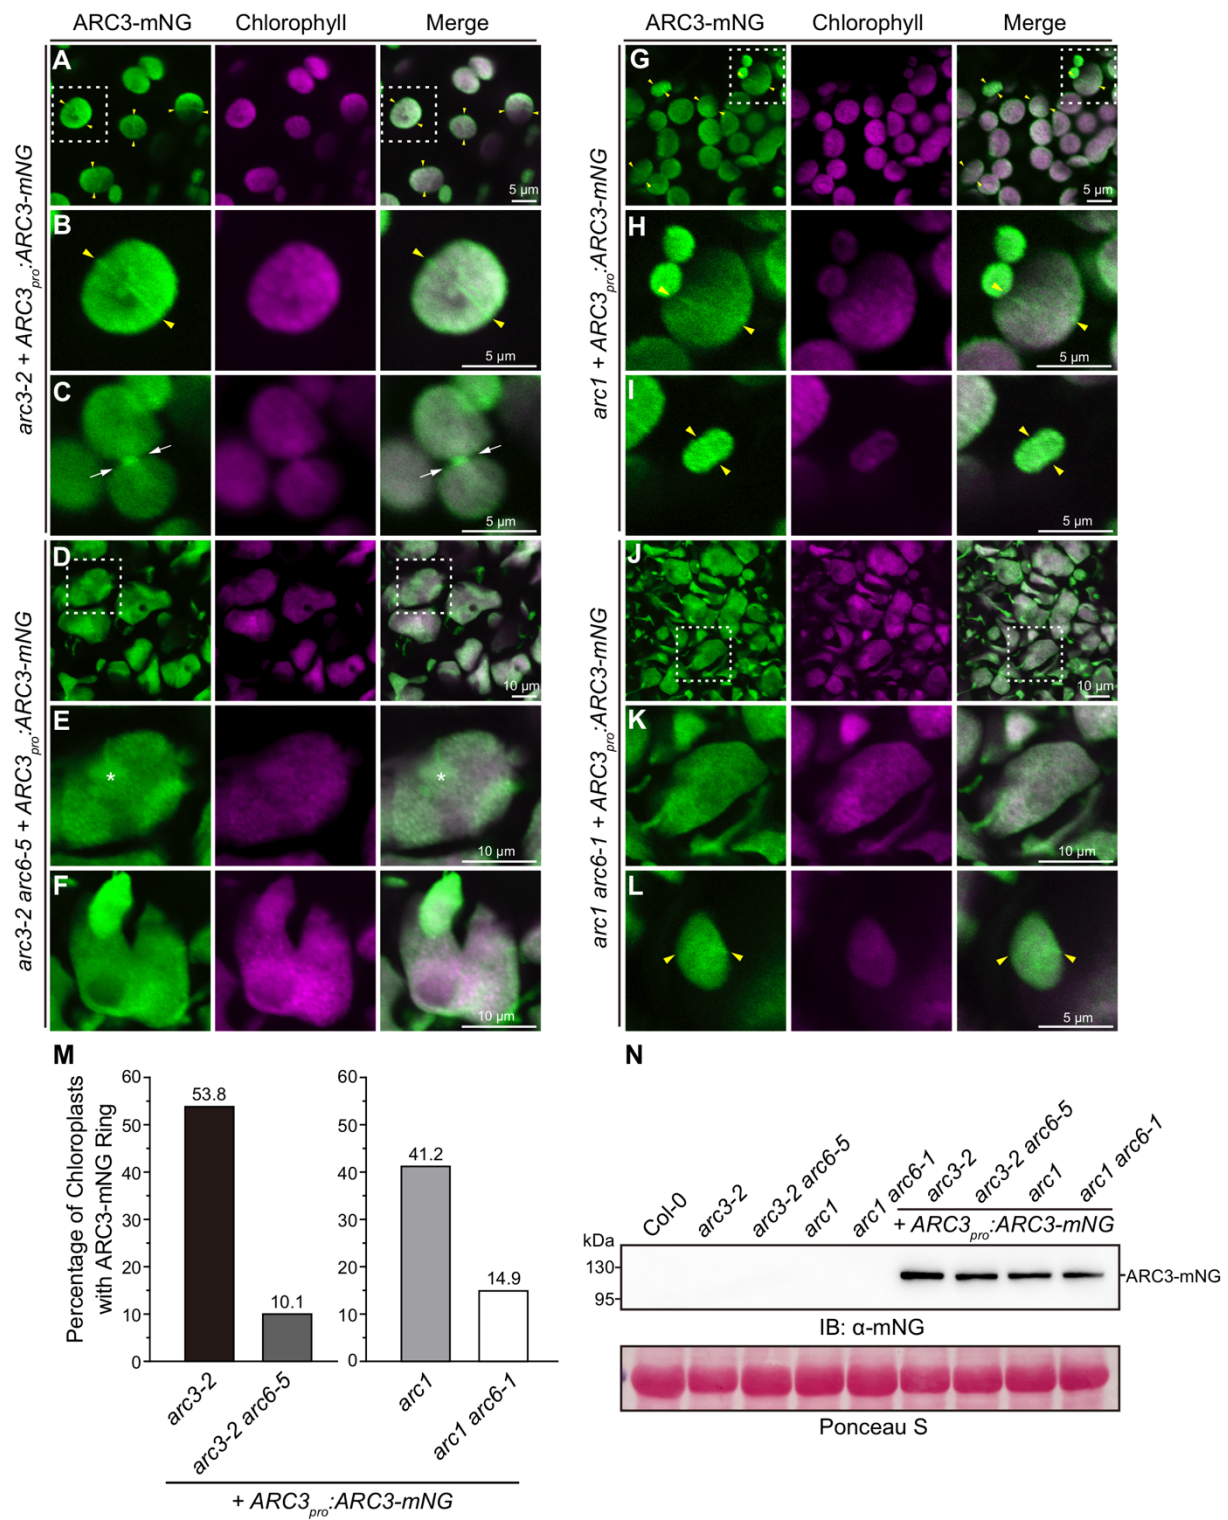 ARC3-mNG Chlorophyll Merge
arc3-2 + ARC3pro:ARC3-mNG
A
5 µm
B
5 µm
C
5 µm
arc3-2 arc6-5 + ARC3pro:ARC3-mNG
D
10 µm
E
*
*
10 µm
F
10 µm
ARC3-mNG Chlorophyll Merge
arc1 + ARC3pro:ARC3-mNG
G
5 µm
H
5 µm
I
5 µm
arc1 arc6-1 + ARC3pro:ARC3-mNG
J
10 µm
K
10 µm
L
5 µm
M
Percentage of Chloroplasts
with ARC3-mNG Ring
60
50
40
30
20
10
0
53.8
10.1
arc3-2
arc3-2 arc6-5
60
50
40
30
20
10
0
41.2
14.9
arc1
arc1 arc6-1
+ ARC3pro:ARC3-mNG
N
Col-0
arc3-2
arc3-2 arc6-5
arc1
arc1 arc6-1
arc3-2
arc3-2 arc6-5
arc1
arc1 arc6-1
+ ARC3pro:ARC3-mNG
kDa
130
95
ARC3-mNG
IB: α-mNG
Ponceau S